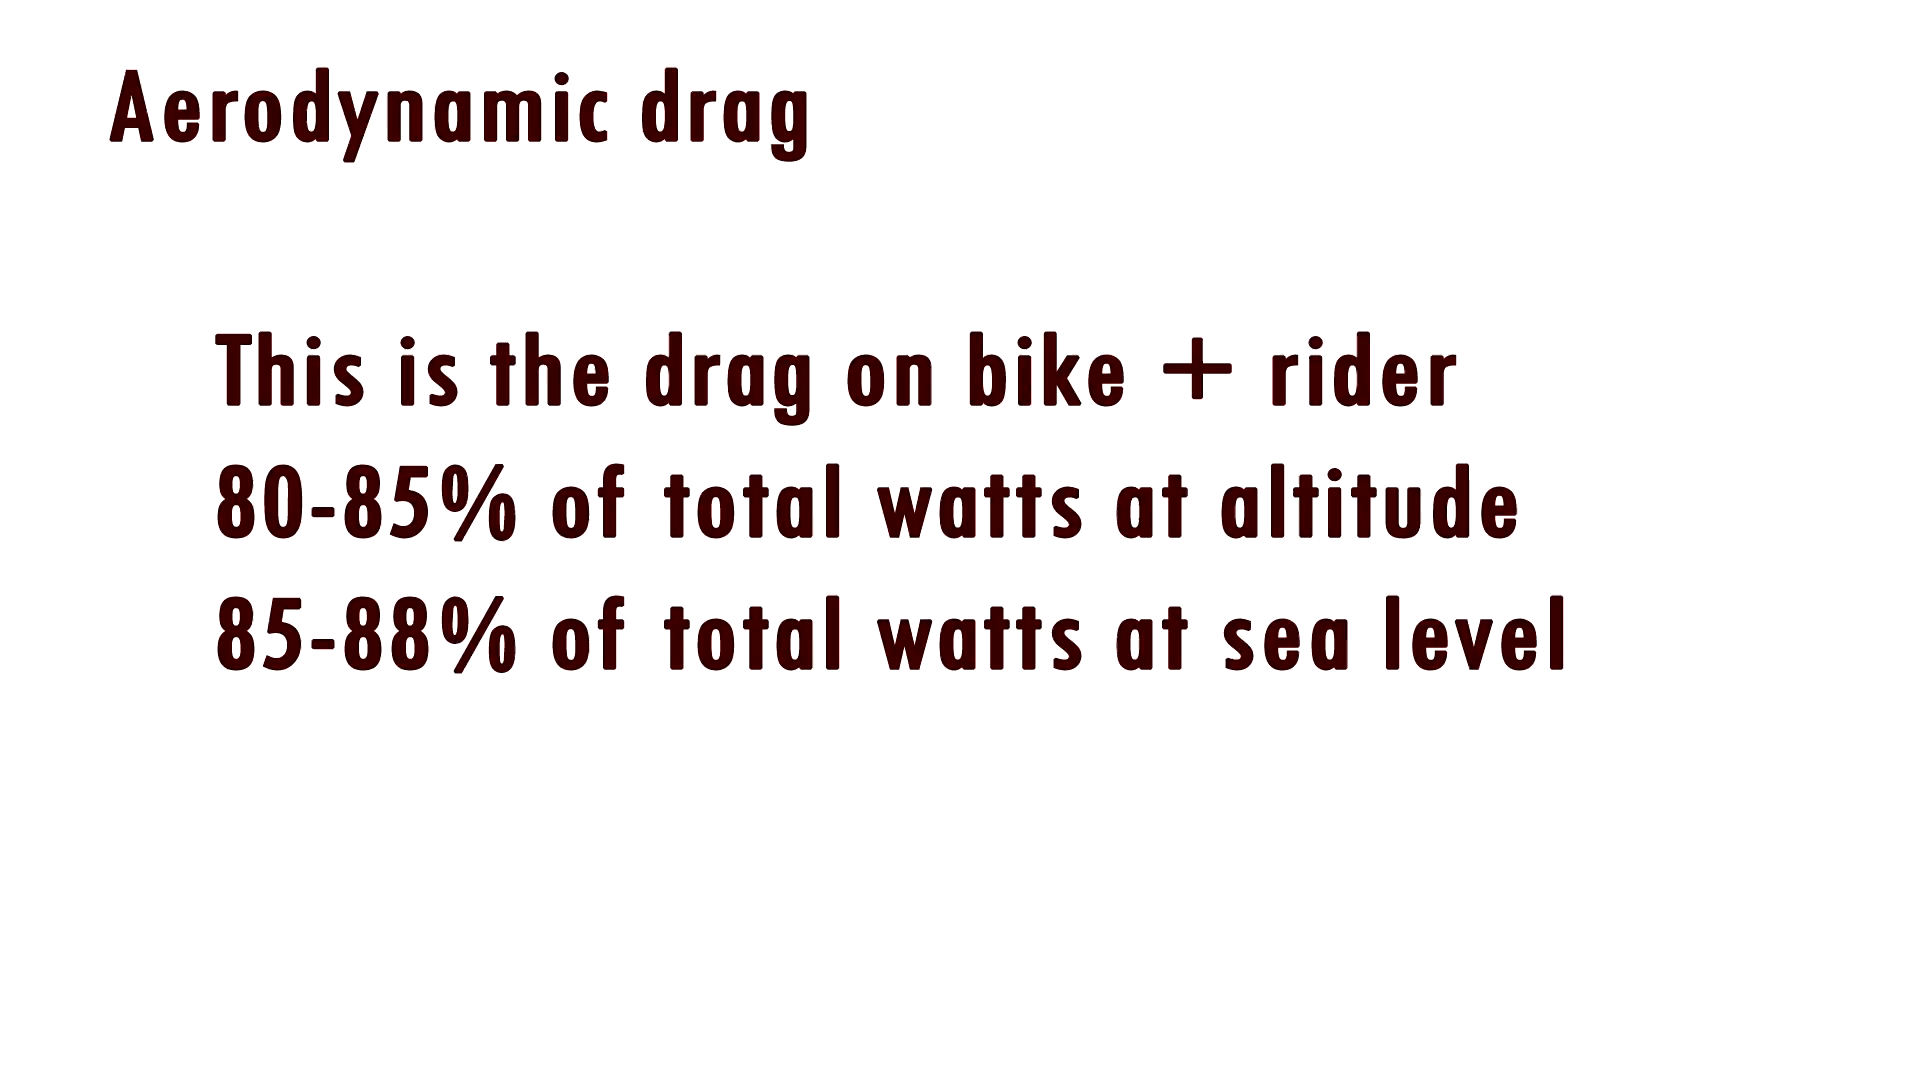 Aerodynamic drag
This is the drag on bike + rider
80-85% of total watts at altitude
85-88% of total watts at sea level